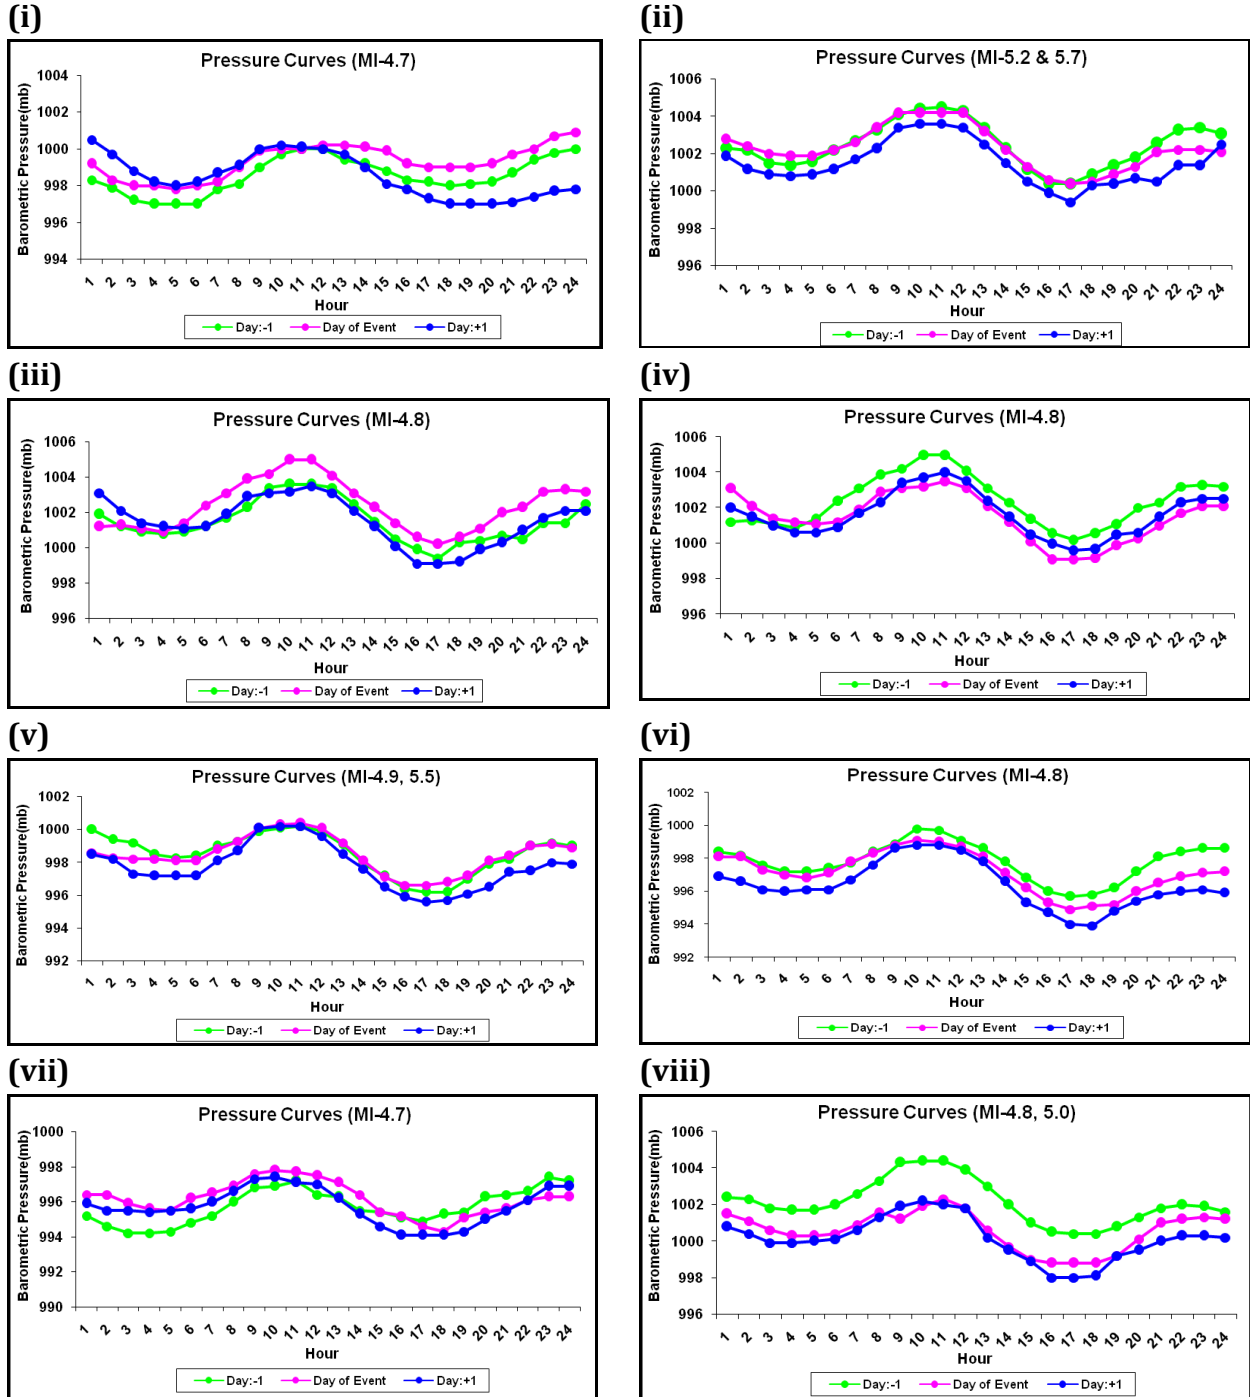 (i)
Pressure Curves (MI-4.7)
Barometric Pressure(mb)
1004
1002
1000
998
996
994
1 2 3 4 5 6 7 8 9 10 11 12 13 14 15 16 17 18 19 20 21 22 23 24
Hour
Day:-1 Day of Event Day:+1
(ii)
Pressure Curves (MI-5.2 & 5.7)
Barometric Pressure(mb)
1006
1004
1002
1000
998
996
1 2 3 4 5 6 7 8 9 10 11 12 13 14 15 16 17 18 19 20 21 22 23 24
Hour
Day:-1 Day of Event Day:+1
(iii)
Pressure Curves (MI-4.8)
Barometric Pressure(mb)
1006
1004
1002
1000
998
996
1 2 3 4 5 6 7 8 9 10 11 12 13 14 15 16 17 18 19 20 21 22 23 24
Hour
Day:-1 Day of Event Day:+1
(iv)
Pressure Curves (MI-4.8)
Barometric Pressure(mb)
1006
1004
1002
1000
998
996
1 2 3 4 5 6 7 8 9 10 11 12 13 14 15 16 17 18 19 20 21 22 23 24
Hour
Day:-1 Day of Event Day:+1
(v)
Pressure Curves (MI-4.9, 5.5)
Barometric Pressure(mb)
1002
1000
998
996
994
992
1 2 3 4 5 6 7 8 9 10 11 12 13 14 15 16 17 18 19 20 21 22 23 24
Hour
Day:-1 Day of Event Day:+1
(vi)
Pressure Curves (MI-4.8)
Barometric Pressure(mb)
1002
1000
998
996
994
992
1 2 3 4 5 6 7 8 9 10 11 12 13 14 15 16 17 18 19 20 21 22 23 24
Hour
Day:-1 Day of Event Day:+1
(vii)
Pressure Curves (MI-4.7)
Barometric Pressure(mb)
1000
998
996
994
992
990
1 2 3 4 5 6 7 8 9 10 11 12 13 14 15 16 17 18 19 20 21 22 23 24
Hour
Day:-1 Day of Event Day:+1
(viii)
Pressure Curves (MI-4.8, 5.0)
Barometric Pressure(mb)
1006
1004
1002
1000
998
996
1 2 3 4 5 6 7 8 9 10 11 12 13 14 15 16 17 18 19 20 21 22 23 24
Hour
Day:-1 Day of Event Day:+1